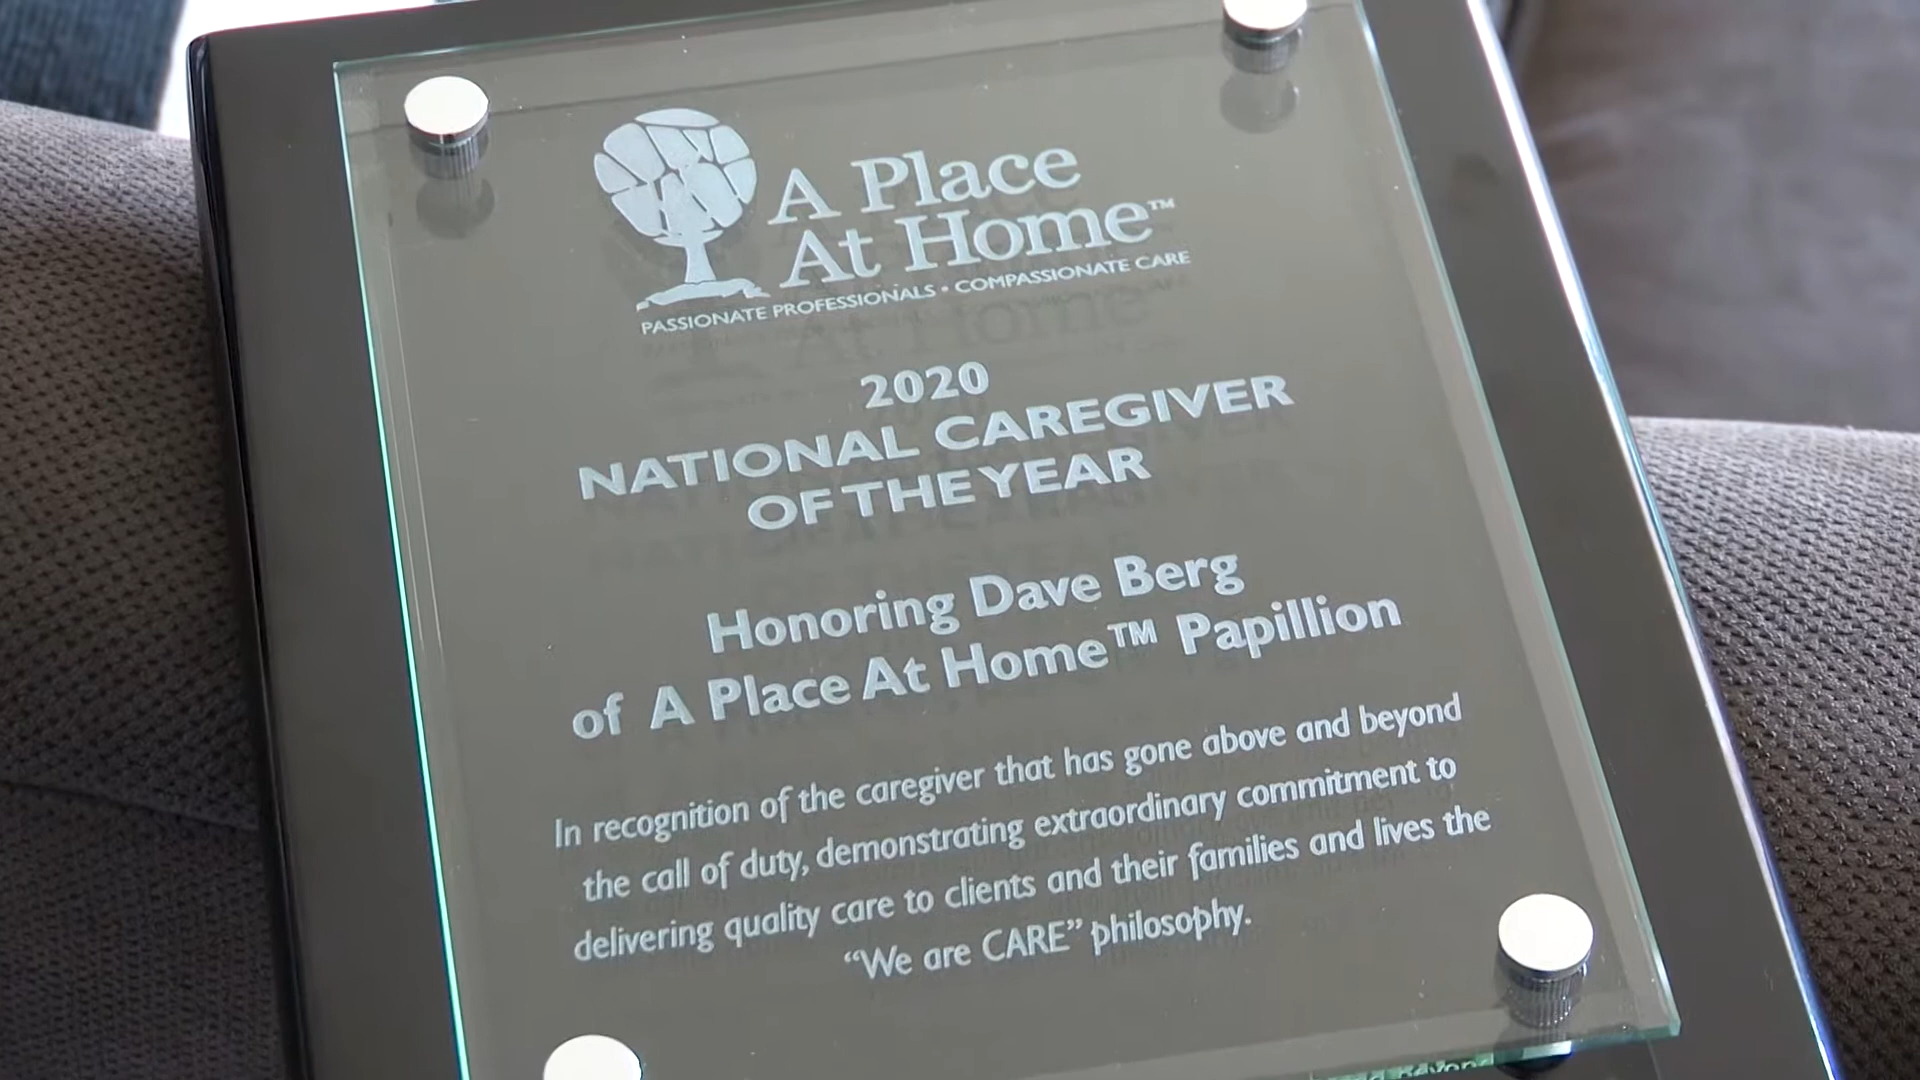 A Place
At Home™
PASSIONATE PROFESSIONALS • COMPASSIONATE CARE
2020
NATIONAL CAREGIVER
OF THE YEAR
Honoring Dave Berg
of A Place At Home™ Papillion
In recognition of the caregiver that has gone above and beyond
the call of duty, demonstrating extraordinary commitment to
delivering quality care to clients and their families and lives the
“We are CARE” philosophy.